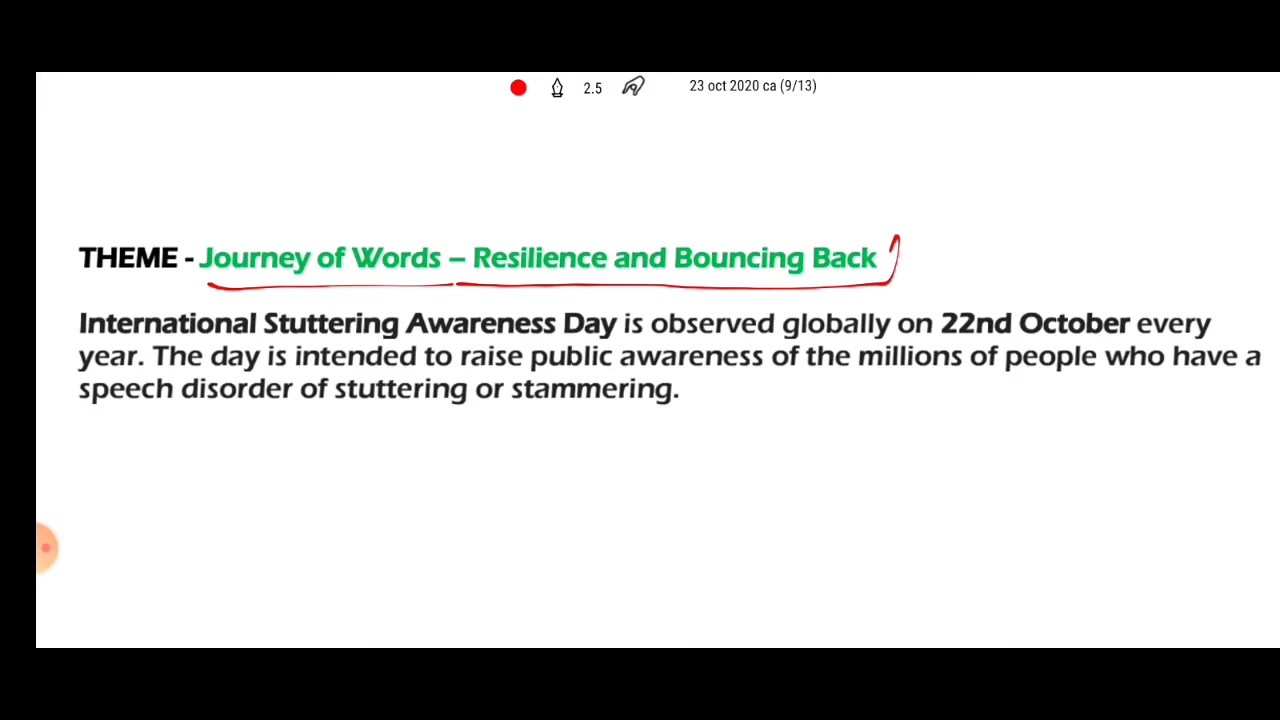 2.5 23 oct 2020 ca (9/13)
THEME - Journey of Words – Resilience and Bouncing Back
International Stuttering Awareness Day is observed globally on 22nd October every
year. The day is intended to raise public awareness of the millions of people who have a
speech disorder of stuttering or stammering.